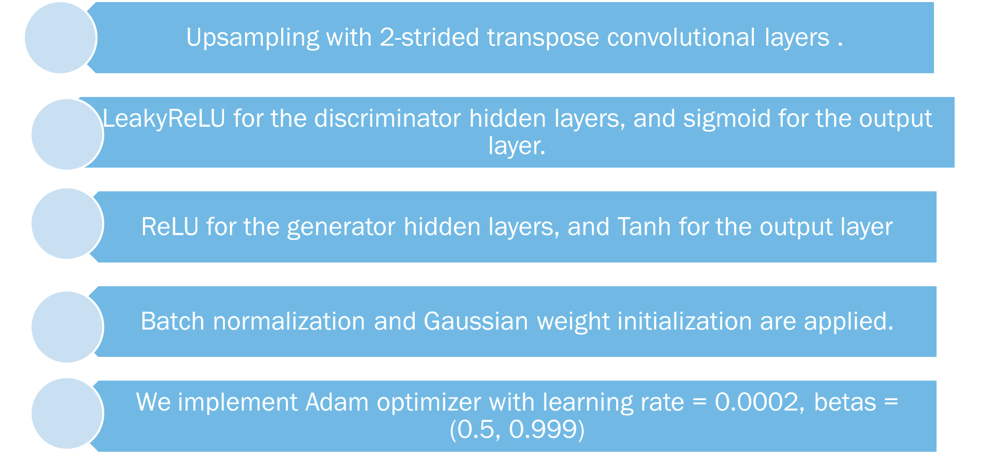 Upsampling with 2-strided transpose convolutional layers .
LeakyReLU for the discriminator hidden layers, and sigmoid for the output
layer.
ReLU for the generator hidden layers, and Tanh for the output layer
Batch normalization and Gaussian weight initialization are applied.
We implement Adam optimizer with learning rate = 0.0002, betas =
(0.5, 0.999)